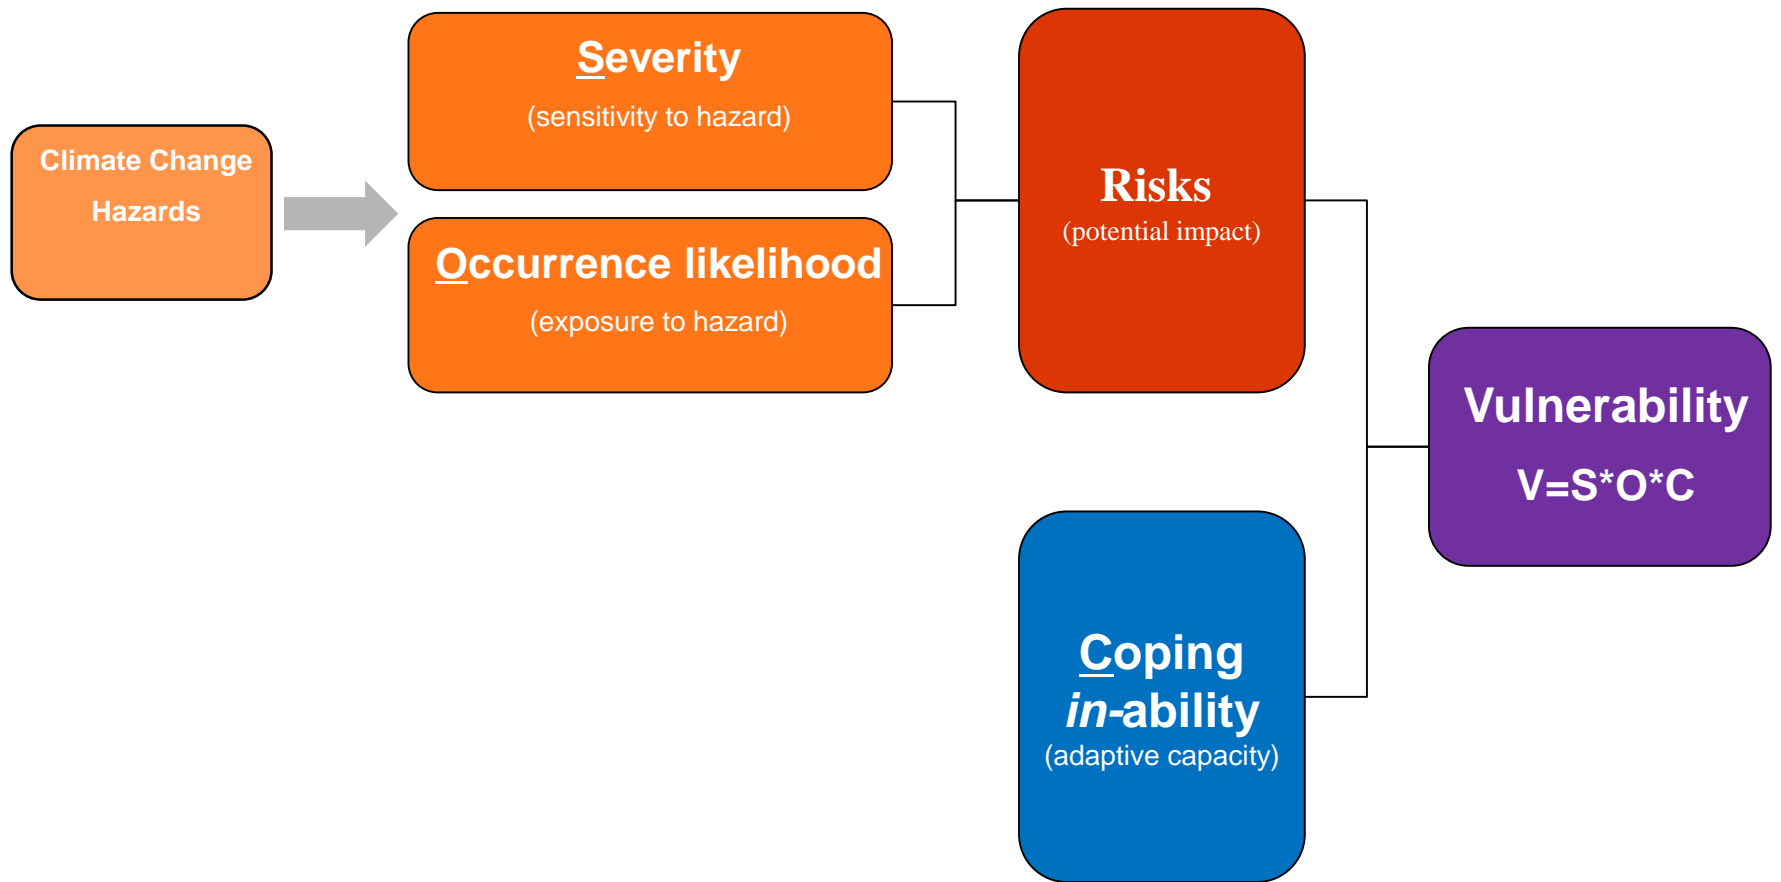 Climate Change
Hazards
Severity
(sensitivity to hazard)
Occurrence likelihood
(exposure to hazard)
Risks
(potential impact)
Coping
in-ability
(adaptive capacity)
Vulnerability
V=S*O*C